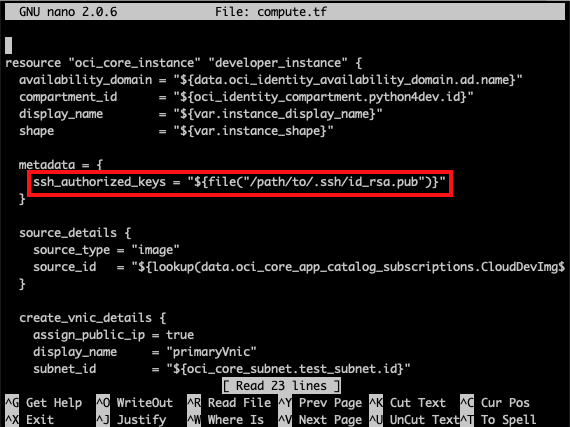 GNU nano 2.0.6 File: compute.tf
resource "oci_core_instance" "developer_instance" {
availability_domain = "${data.oci_identity_availability_domain.ad.name}"
compartment_id = "${oci_identity_compartment.python4dev.id}"
display_name = "${var.instance_display_name}"
shape = "${var.instance_shape}"
metadata = {
ssh_authorized_keys = "${file("/path/to/.ssh/id_rsa.pub")}"
}
source_details {
source_type = "image"
source_id = "${lookup(data.oci_core_app_catalog_subscriptions.CloudDevImg$
}
create_vnic_details {
assign_public_ip = true
display_name = "primaryVnic"
subnet_id = "${oci_core_subnet.test_subnet.id}"
[ Read 23 lines ]
^G Get Help ^O WriteOut ^R Read File ^Y Prev Page ^K Cut Text ^C Cur Pos
^X Exit ^J Justify ^W Where Is ^V Next Page ^U UnCut Text ^T To Spell